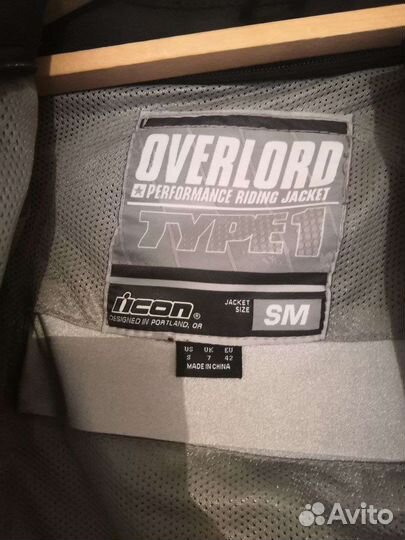 OVERLORD
PERFORMANCE RIDING JACKET
TYPE 1
icon®
DESIGNED IN PORTLAND, OR
JACKET
SIZE
SM
US UK EU
S 7 42
MADE IN CHINA
Avito